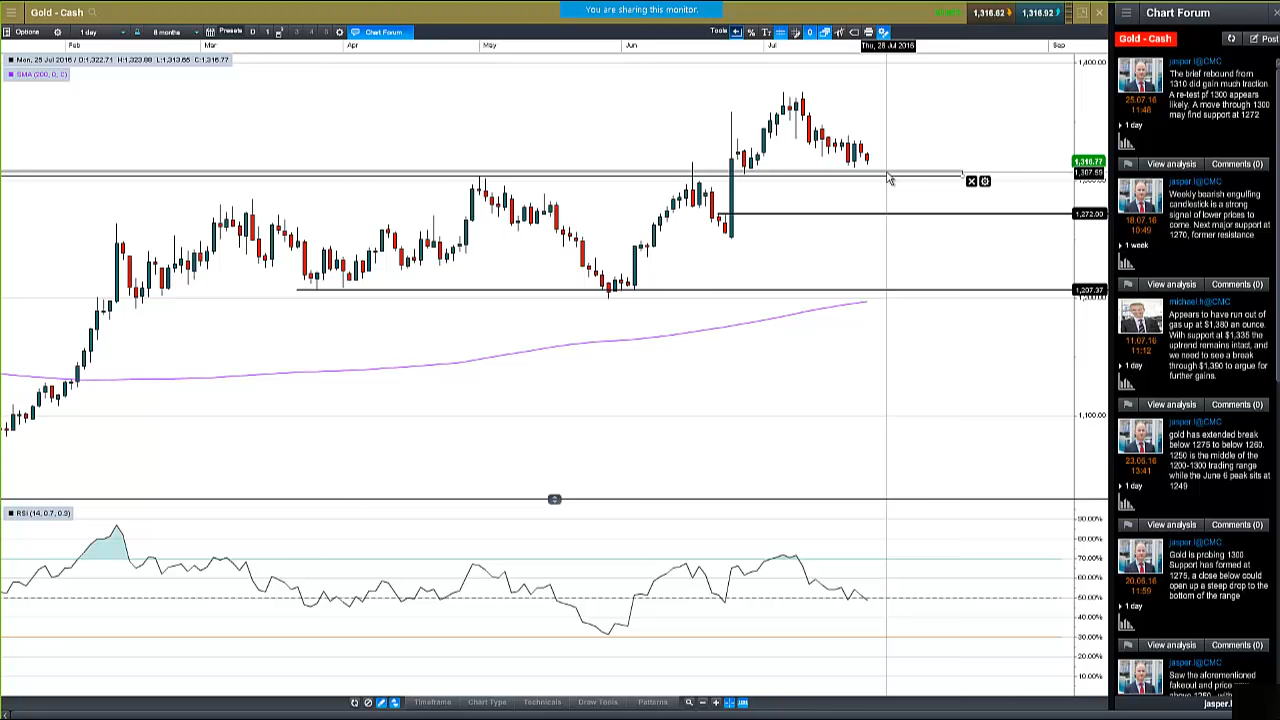 Gold - Cash
You are sharing this monitor.
1,316.62
1,316.92
Options
1 day
8 months
Presets
D
1
Chart Forum
Tools
Feb
Mar
Apr
May
Jun
Jul
Thu, 28 Jul 2016
Sep
Mon, 25 Jul 2016
O:1,322.71
H:1,323.88
L:1,313.65
C:1,316.77
SMA (200, 0, 0)
1,400.00
1,316.77
1,307.59
1,272.00
1,207.37
1,100.00
RSI (14, 0.7, 0.3)
90.00%
80.00%
70.00%
60.00%
50.00%
40.00%
30.00%
20.00%
10.00%
Timeframe
Chart Type
Technicals
Draw Tools
Patterns
Chart Forum
Gold - Cash
Post
jasper.l@CMC
The brief rebound from
1310 did gain much traction.
A re-test pf 1300 appears
likely. A move through 1300
may find support at 1272
25.07.16
11:46
1 day
View analysis
Comments (0)
jasper.l@CMC
Weekly bearish engulfing
candlestick is a strong
signal of lower prices to
come. Next major support at
1270, former resistance
18.07.16
10:49
1 week
View analysis
Comments (0)
michael.h@CMC
Appears to have run out of
gas up at $1,380 an ounce.
With support at $1,335 the
uptrend remains intact, and
we need to see a break
through $1,390 to argue for
further gains.
11.07.16
11:12
1 day
View analysis
Comments (0)
jasper.l@CMC
gold has extended break
below 1275 to below 1260.
1250 is the middle of the
1200-1300 trading range
while the June 6 peak sits at
1249
23.06.16
13:41
1 day
View analysis
Comments (0)
jasper.l@CMC
Gold is probing 1300
Support has formed at
1275, a close below could
open up a steep drop to the
bottom of the range
20.06.16
11:59
1 day
View analysis
Comments (0)
jasper.l@CMC
Saw the aforementioned
fakeout and price